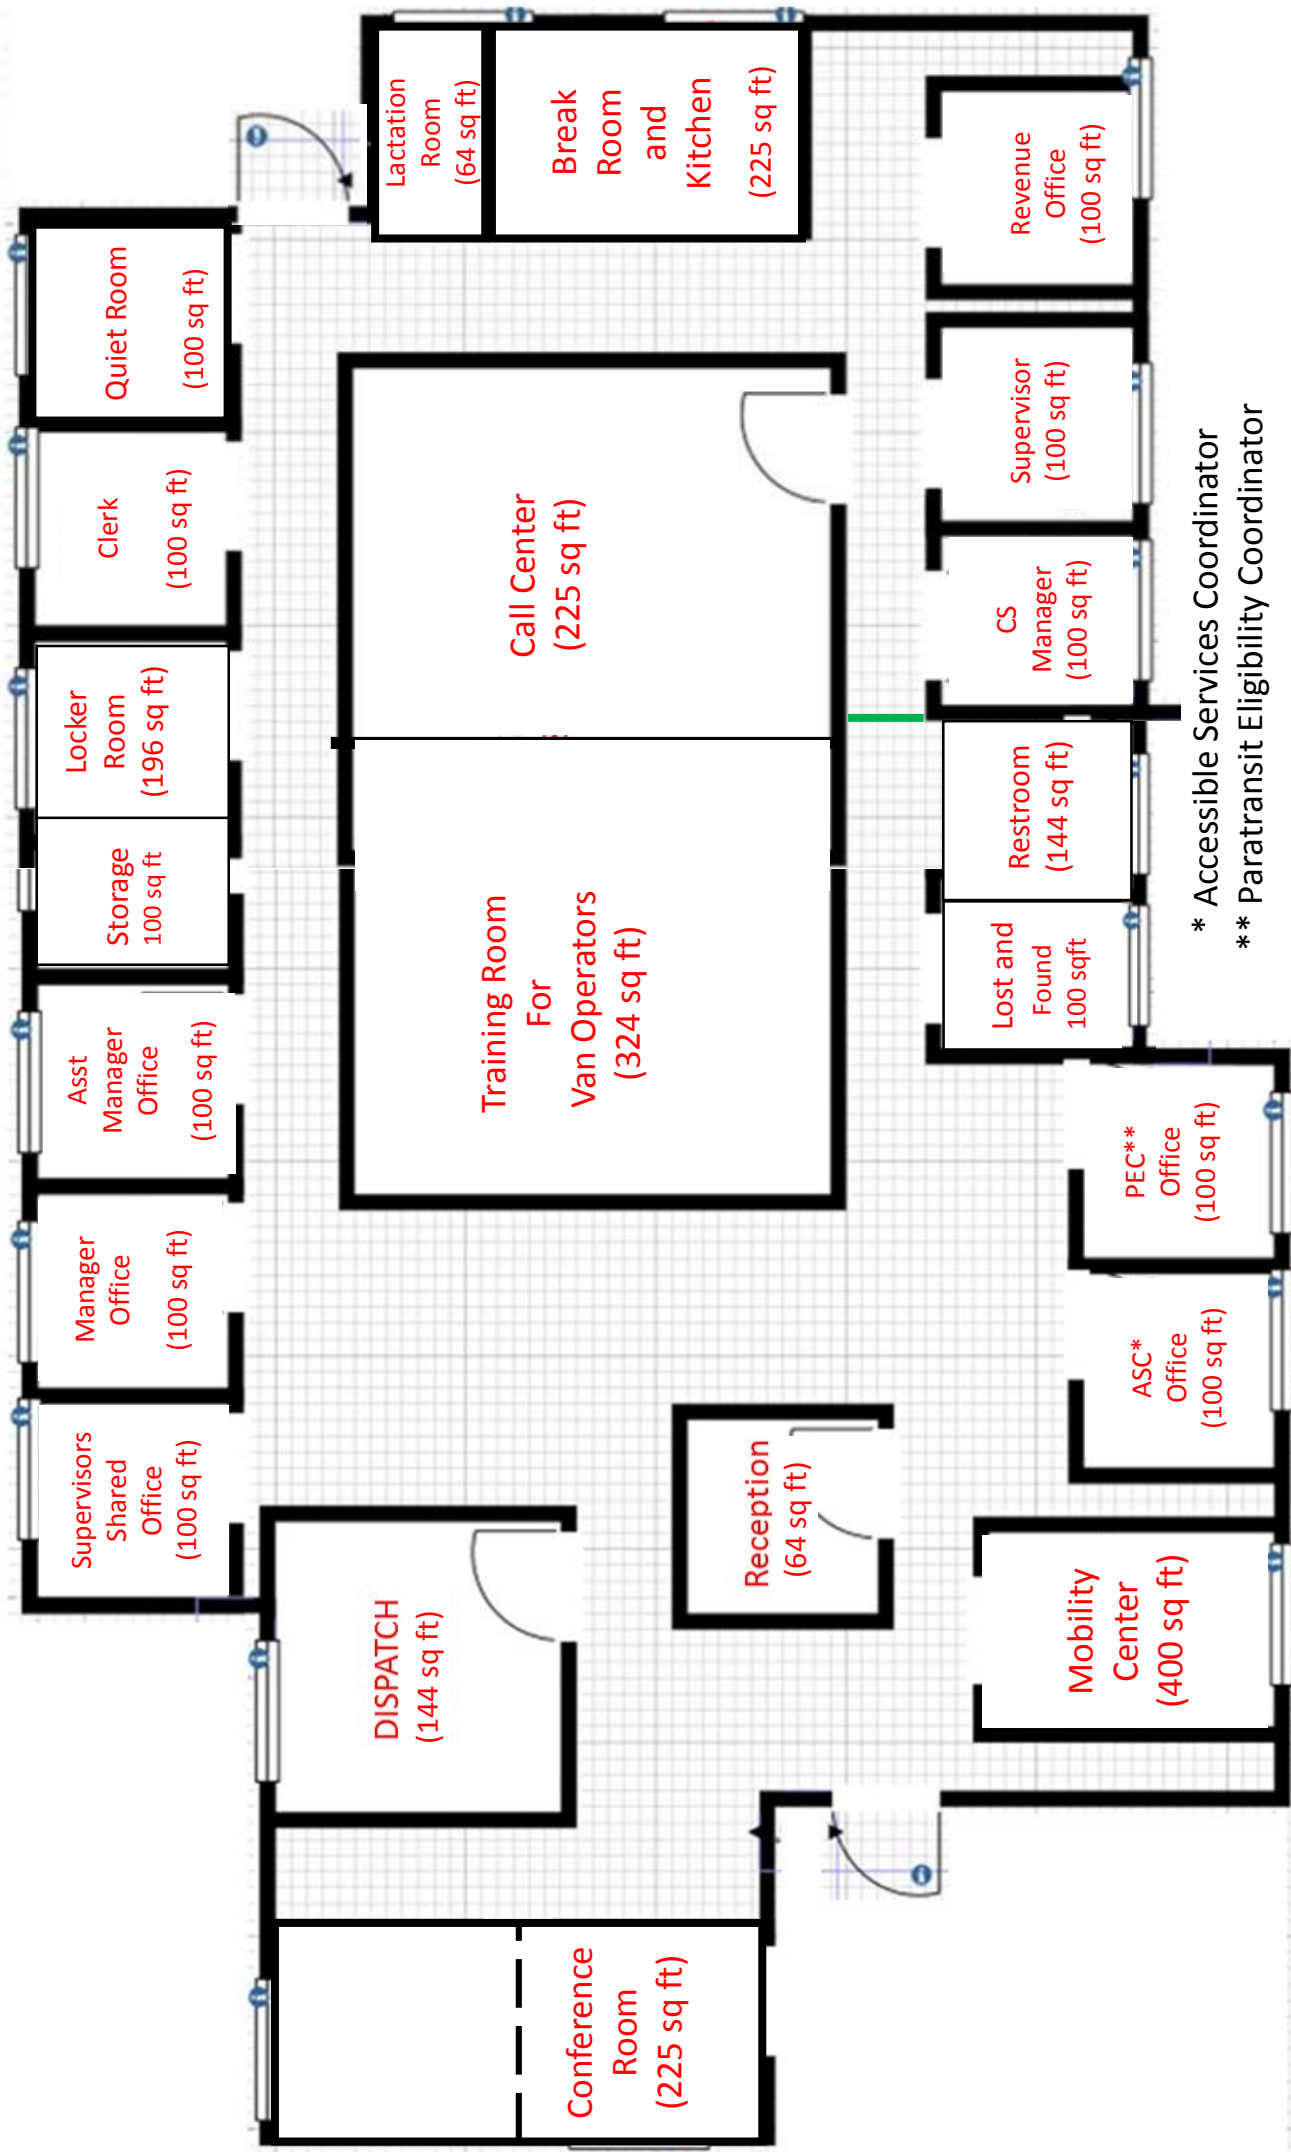 Quiet Room
(100 sq ft)
Clerk
(100 sq ft)
Locker
Room
(196 sq ft)
Storage
100 sq ft
Asst
Manager
Office
(100 sq ft)
Manager
Office
(100 sq ft)
Supervisors
Shared
Office
(100 sq ft)
Lactation
Room
(64 sq ft)
Break
Room
and
Kitchen
(225 sq ft)
Call Center
(225 sq ft)
Training Room
For
Van Operators
(324 sq ft)
DISPATCH
(144 sq ft)
Reception
(64 sq ft)
Conference
Room
(225 sq ft)
Revenue
Office
(100 sq ft)
Supervisor
(100 sq ft)
CS
Manager
(100 sq ft)
Restroom
(144 sq ft)
Lost and
Found
100 sqft
PEC**
Office
(100 sq ft)
ASC*
Office
(100 sq ft)
Mobility
Center
(400 sq ft)
* Accessible Services Coordinator
** Paratransit Eligibility Coordinator